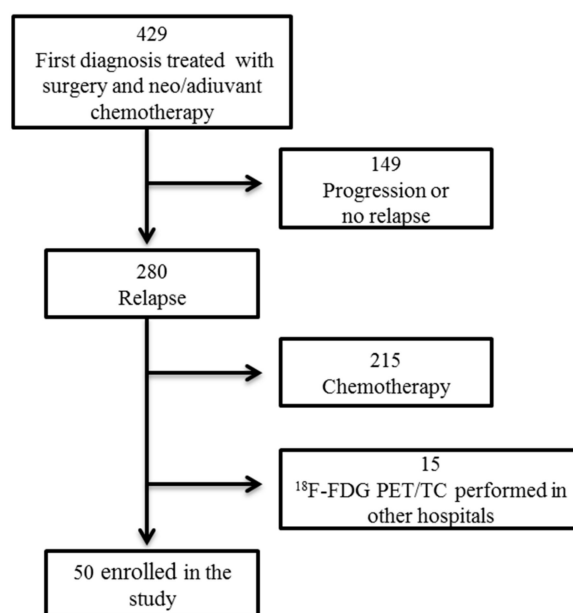 429
First diagnosis treated with
surgery and neo/adiuvant
chemotherapy
149
Progression or
no relapse
280
Relapse
215
Chemotherapy
15
¹⁸F-FDG PET/TC performed in
other hospitals
50 enrolled in the
study